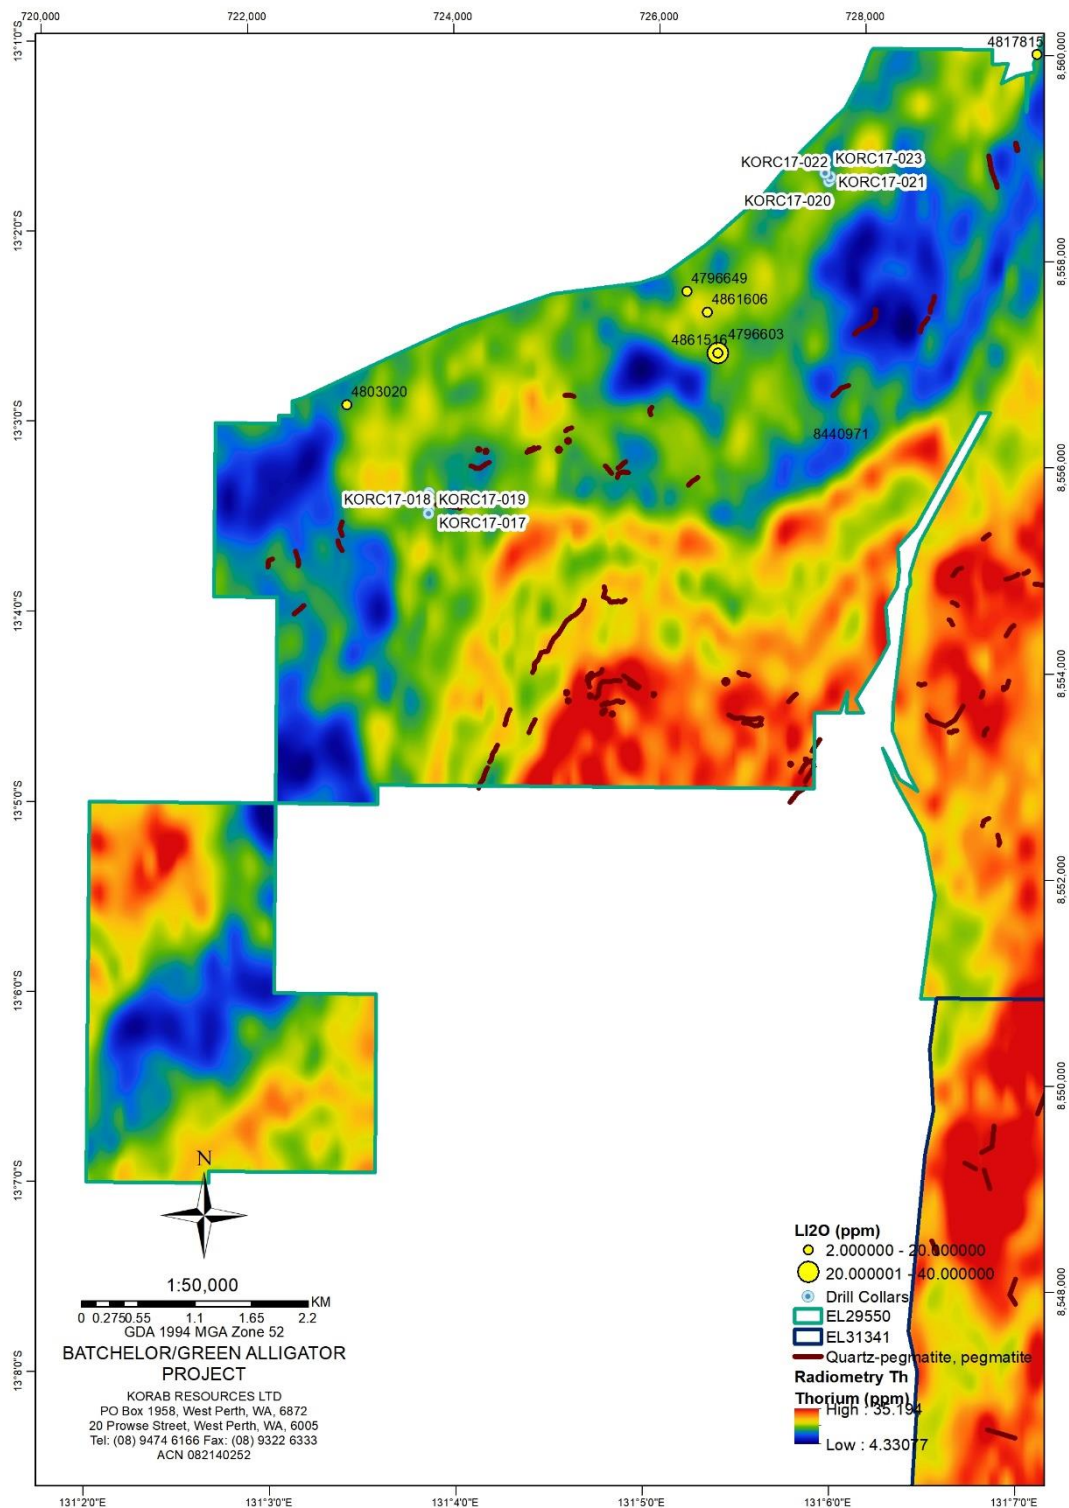 720,000
722,000
724,000
726,000
728,000
13°1'0"S
4817815
8,560,000
KORC17-022
KORC17-023
KORC17-021
KORC17-020
13°2'0"S
8,558,000
4796649
4861606
4861516
4796603
4803020
13°3'0"S
8440971
8,556,000
KORC17-018
KORC17-019
KORC17-017
13°4'0"S
8,554,000
13°5'0"S
8,552,000
13°6'0"S
8,550,000
13°7'0"S
N
1:50,000
KM
0 0.275 0.55 1.1 1.65 2.2
GDA 1994 MGA Zone 52
BATCHELOR/GREEN ALLIGATOR
PROJECT
KORAB RESOURCES LTD
PO Box 1958, West Perth, WA, 6872
20 Prowse Street, West Perth, WA, 6005
Tel: (08) 9474 6166 Fax: (08) 9322 6333
ACN 082140252
LI2O (ppm)
2.000000 - 20.000000
20.000001 - 40.000000
Drill Collars
EL29550
EL31341
Quartz-pegmatite, pegmatite
Radiometry Th
Thorium (ppm)
High : 35.194
Low : 4.33077
8,548,000
13°8'0"S
131°2'0"E
131°3'0"E
131°4'0"E
131°5'0"E
131°6'0"E
131°7'0"E